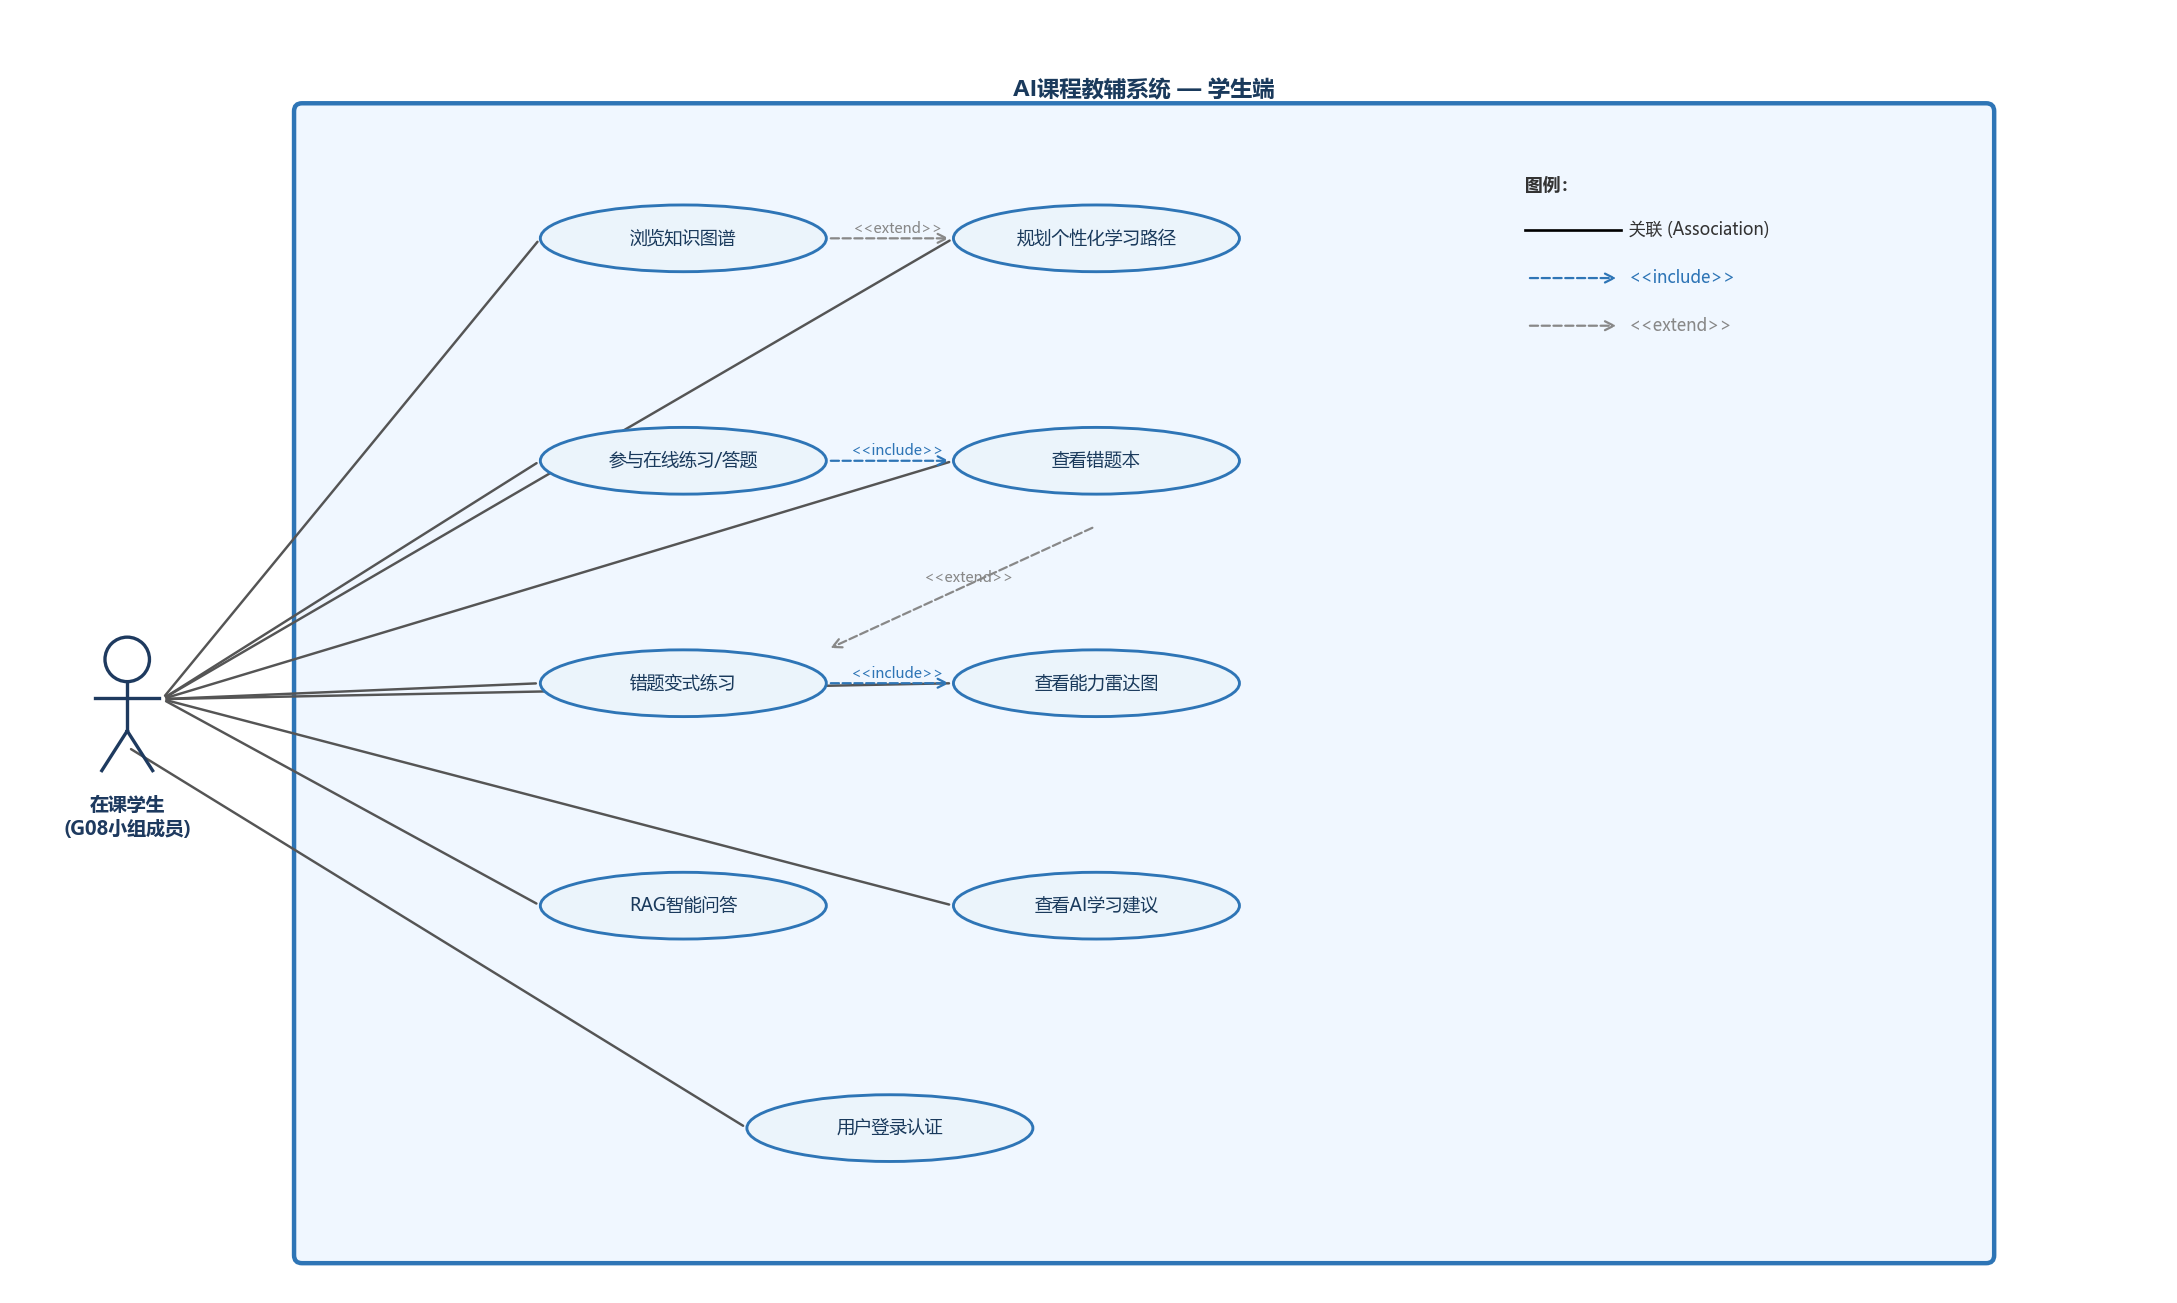 AI课程教辅系统 — 学生端
图例：
关联 (Association)
<<include>>
<<extend>>
浏览知识图谱
<<extend>>
规划个性化学习路径
参与在线练习/答题
<<include>>
查看错题本
<<extend>>
错题变式练习
<<include>>
查看能力雷达图
在课学生
(G08小组成员)
RAG智能问答
查看AI学习建议
用户登录认证